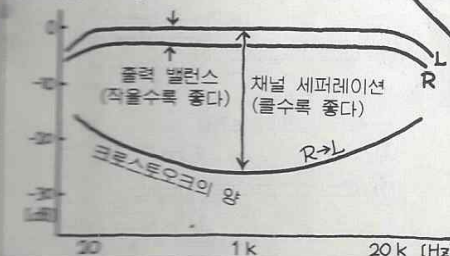 0
-10
-20
-30
[dB]
출력 밸런스
(작을수록 좋다)
채널 세퍼레이션
(클수록 좋다)
L
R
R→L
크로스토오크의 양
20
1k
20k [Hz